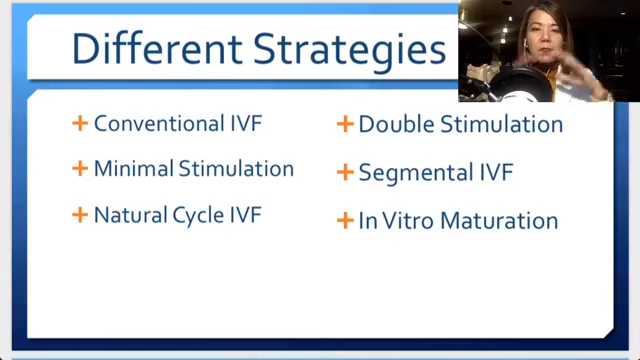 Different Strategies
+ Conventional IVF
+ Minimal Stimulation
+ Natural Cycle IVF
+ Double Stimulation
+ Segmental IVF
+ In Vitro Maturation